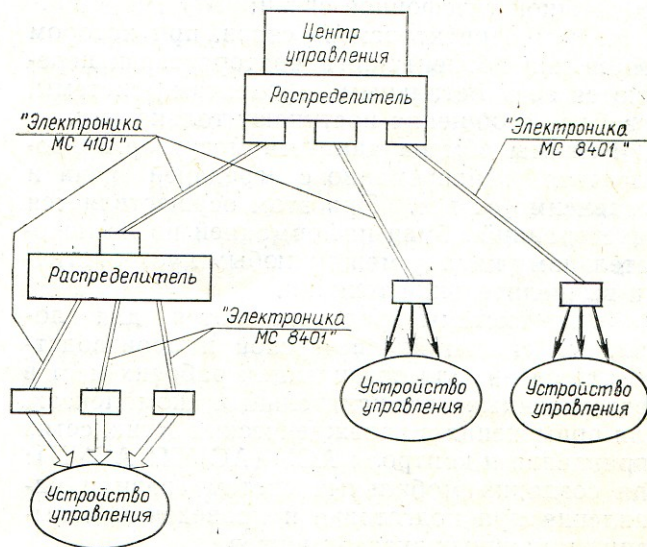 Центр
управления
Распределитель
"Электроника
МС 4101"
"Электроника
МС 8401"
Распределитель
"Электроника
МС 8401"
Устройство
управления
Устройство
управления
Устройство
управления